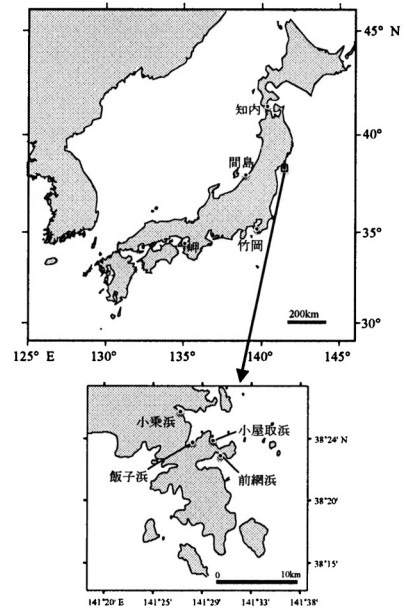 45° N
知内
40°
間島
35°
岬
竹岡
200km
30°
125° E
130°
135°
140°
145°
小乗浜
小屋取浜
38°24' N
飯子浜
前網浜
38°20'
38°15'
0
10km
141°20' E
141°25'
141°29'
141°33'
141°38'